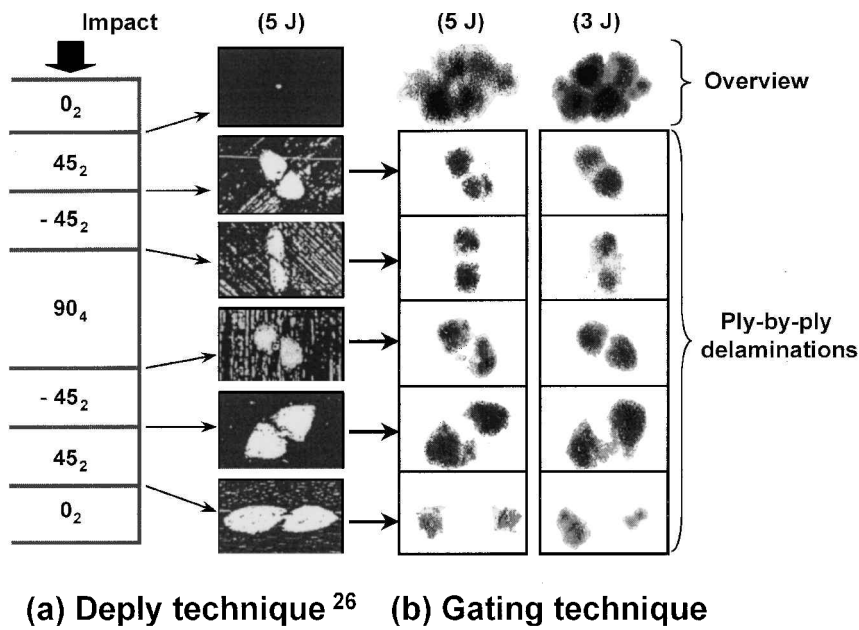 Impact (5 J) (5 J) (3 J)
0₂
45₂
- 45₂
90₄
- 45₂
45₂
0₂
Overview
Ply-by-ply
delaminations
(a) Deply technique ²⁶ (b) Gating technique